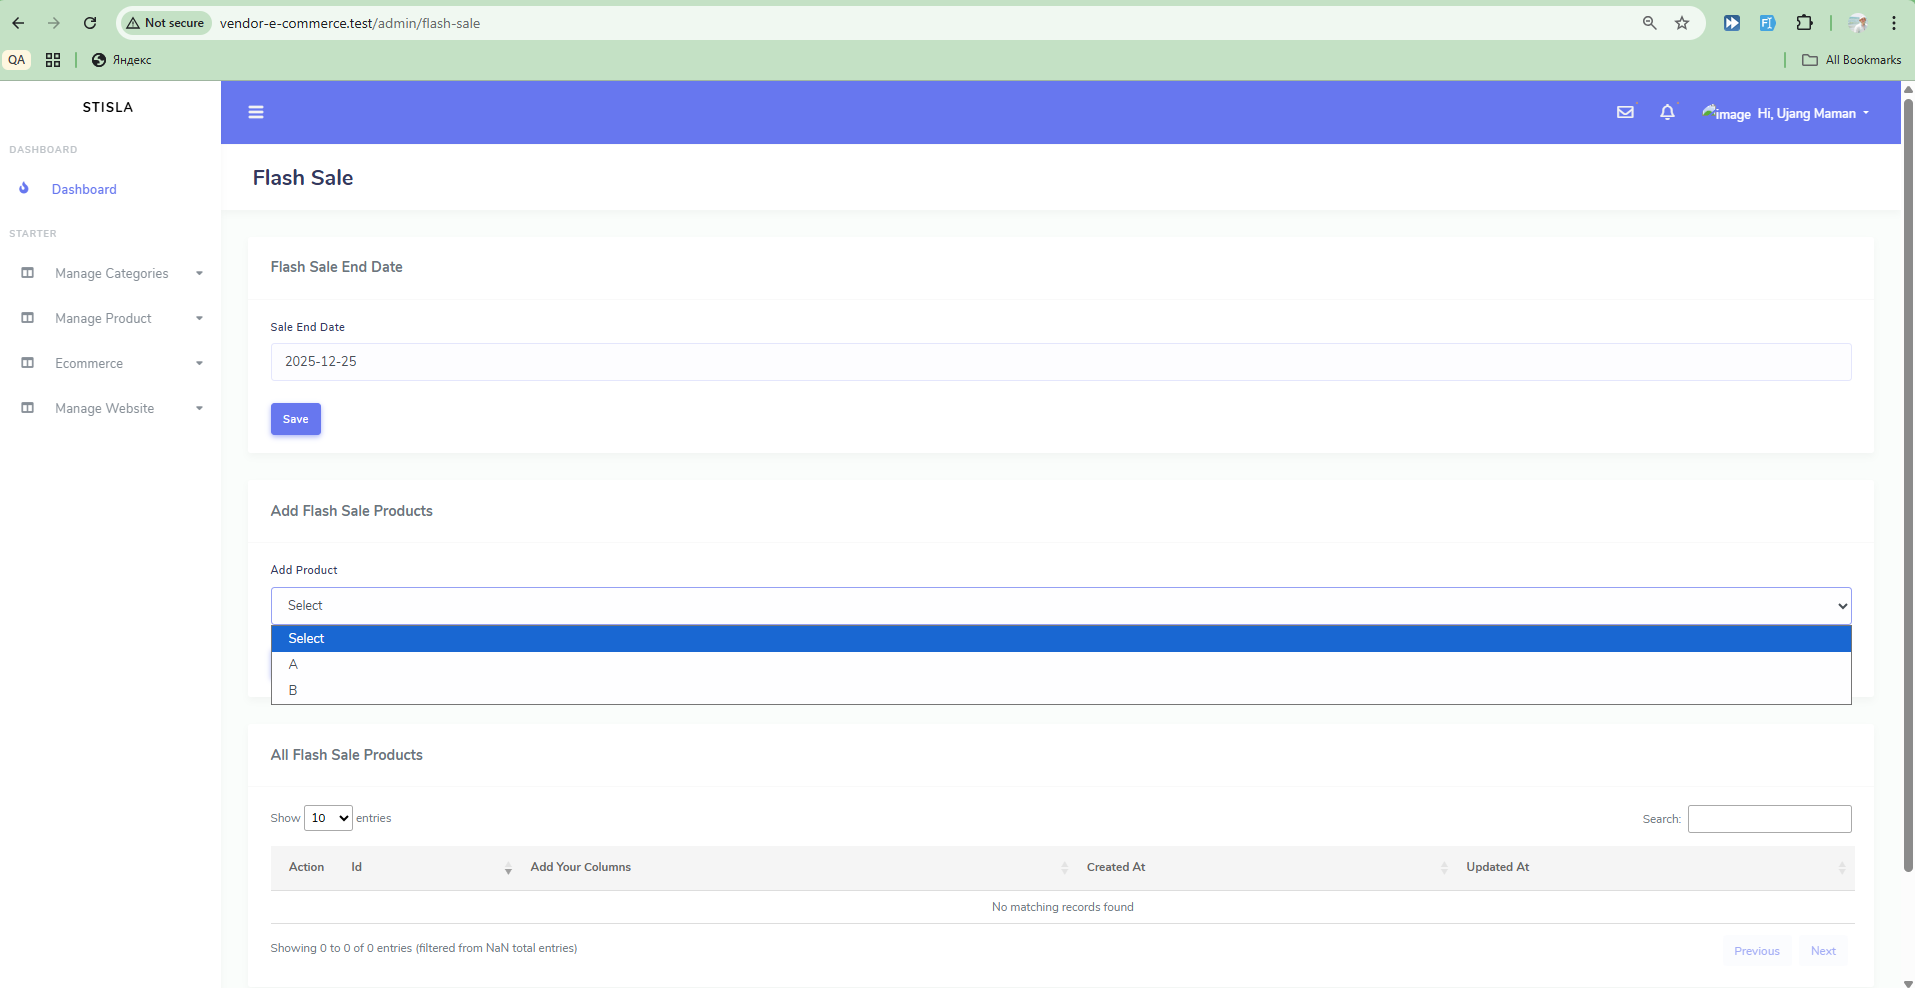 Not secure vendor-e-commerce.test/admin/flash-sale
QA Яндекс All Bookmarks
STISLA
DASHBOARD
Dashboard
STARTER
Manage Categories
Manage Product
Ecommerce
Manage Website
image Hi, Ujang Maman
Flash Sale
Flash Sale End Date
Sale End Date
2025-12-25
Save
Add Flash Sale Products
Add Product
Select
Select
A
B
All Flash Sale Products
Show 10 entries Search:
Action Id Add Your Columns Created At Updated At
No matching records found
Showing 0 to 0 of 0 entries (filtered from NaN total entries) Previous Next